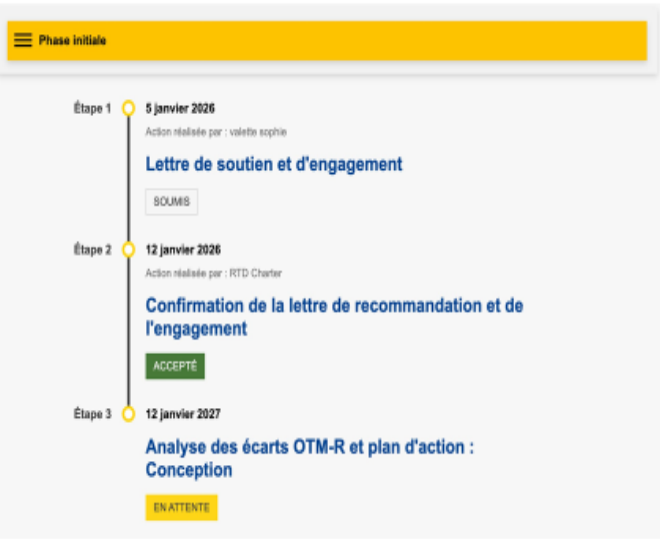 Phase initiale
Étape 1
5 janvier 2026
Action réalisée par : valette sophie
Lettre de soutien et d'engagement
SOUMIS
Étape 2
12 janvier 2026
Action réalisée par : RTD Charter
Confirmation de la lettre de recommandation et de
l'engagement
ACCEPTÉ
Étape 3
12 janvier 2027
Analyse des écarts OTM-R et plan d'action :
Conception
EN ATTENTE